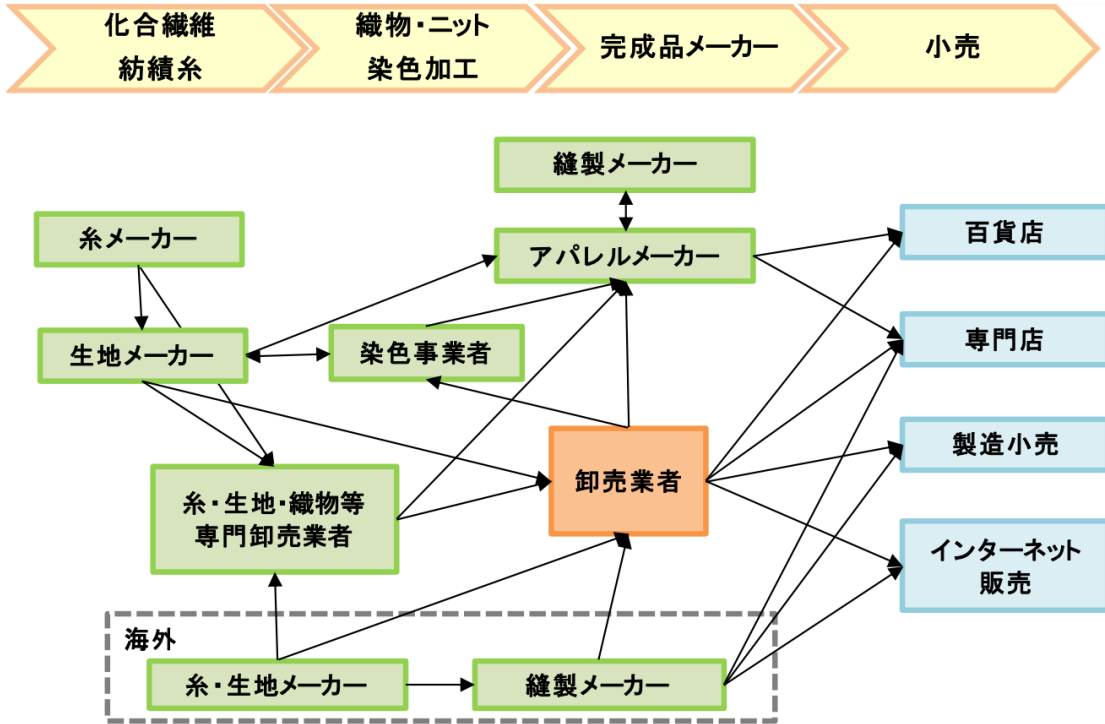 化合繊維
紡績糸
織物・ニット
染色加工
完成品メーカー
小売
縫製メーカー
糸メーカー
アパレルメーカー
百貨店
生地メーカー
染色事業者
専門店
卸売業者
製造小売
糸・生地・織物等
専門卸売業者
インターネット
販売
海外
糸・生地メーカー
縫製メーカー